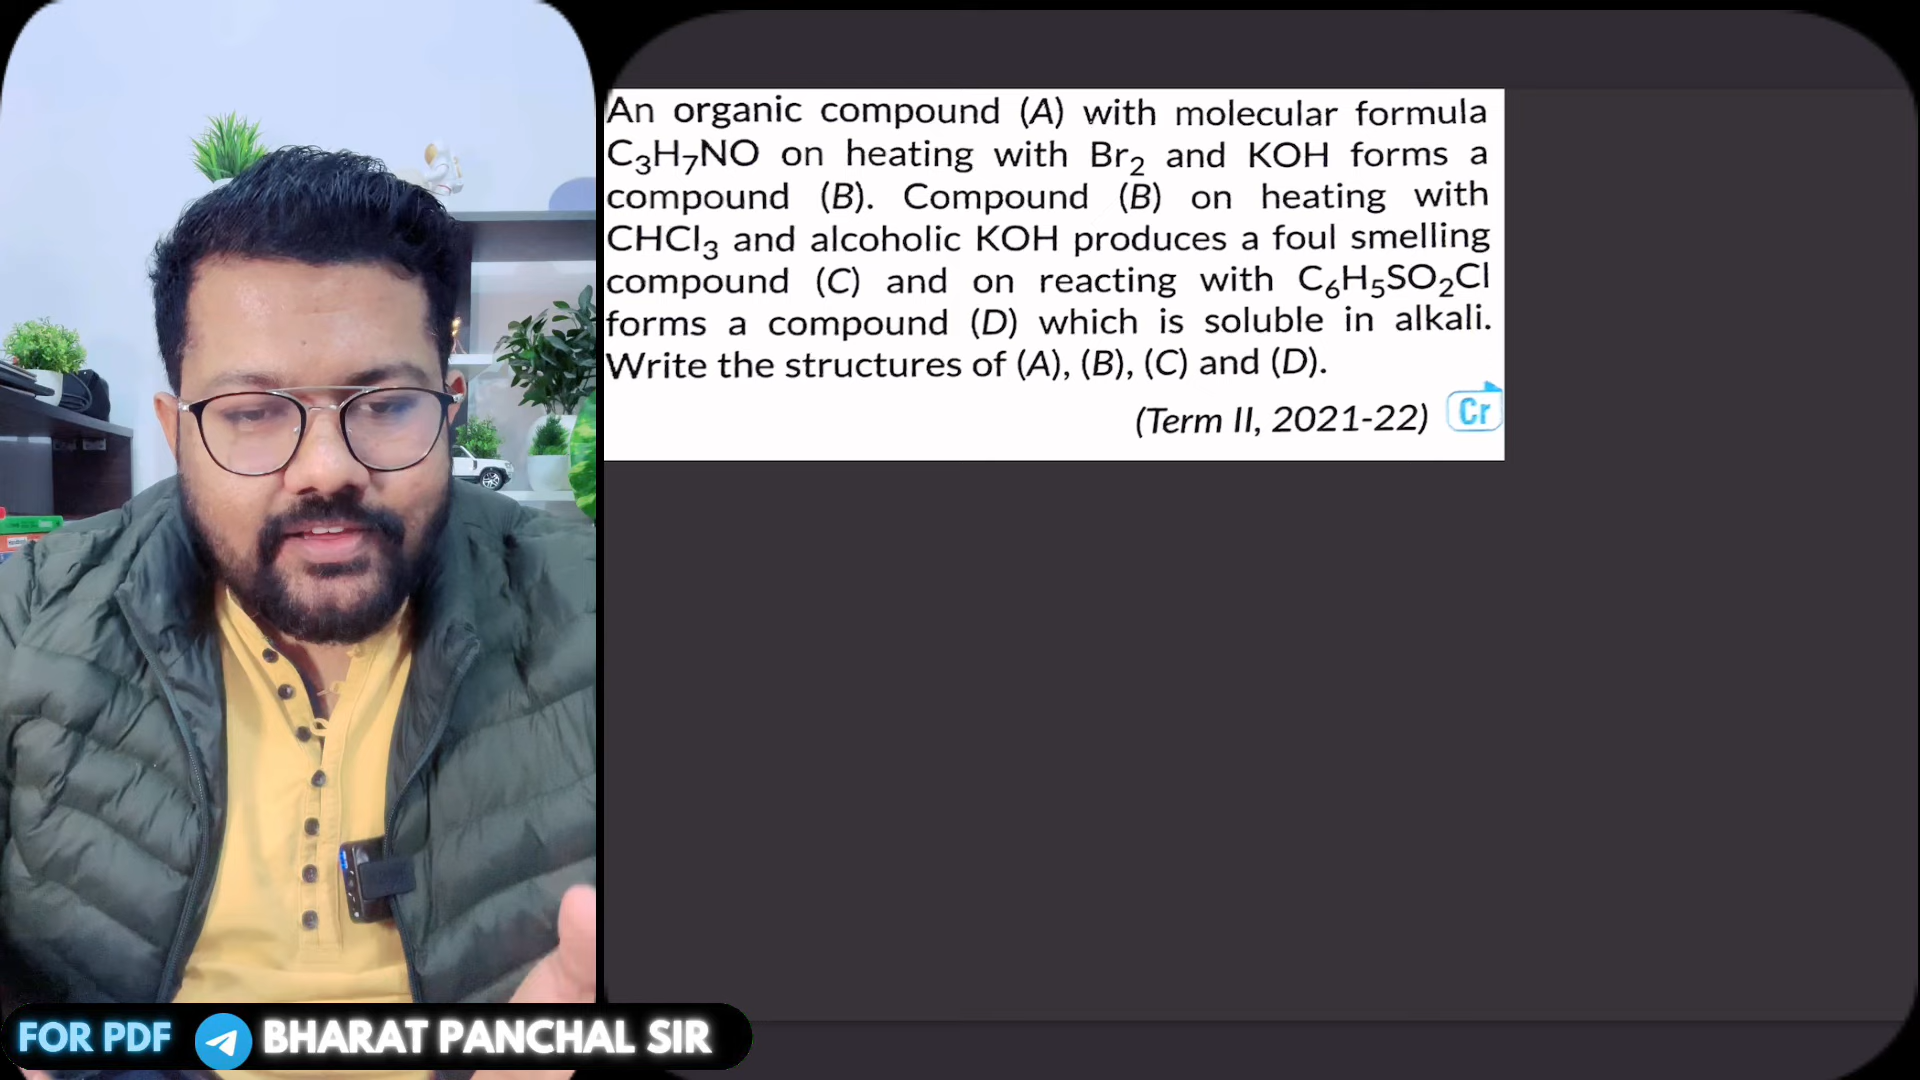 An organic compound (A) with molecular formula
C₃H₇NO on heating with Br₂ and KOH forms a
compound (B). Compound (B) on heating with
CHCl₃ and alcoholic KOH produces a foul smelling
compound (C) and on reacting with C₆H₅SO₂Cl
forms a compound (D) which is soluble in alkali.
Write the structures of (A), (B), (C) and (D).
(Term II, 2021-22) Cr
FOR PDF BHARAT PANCHAL SIR